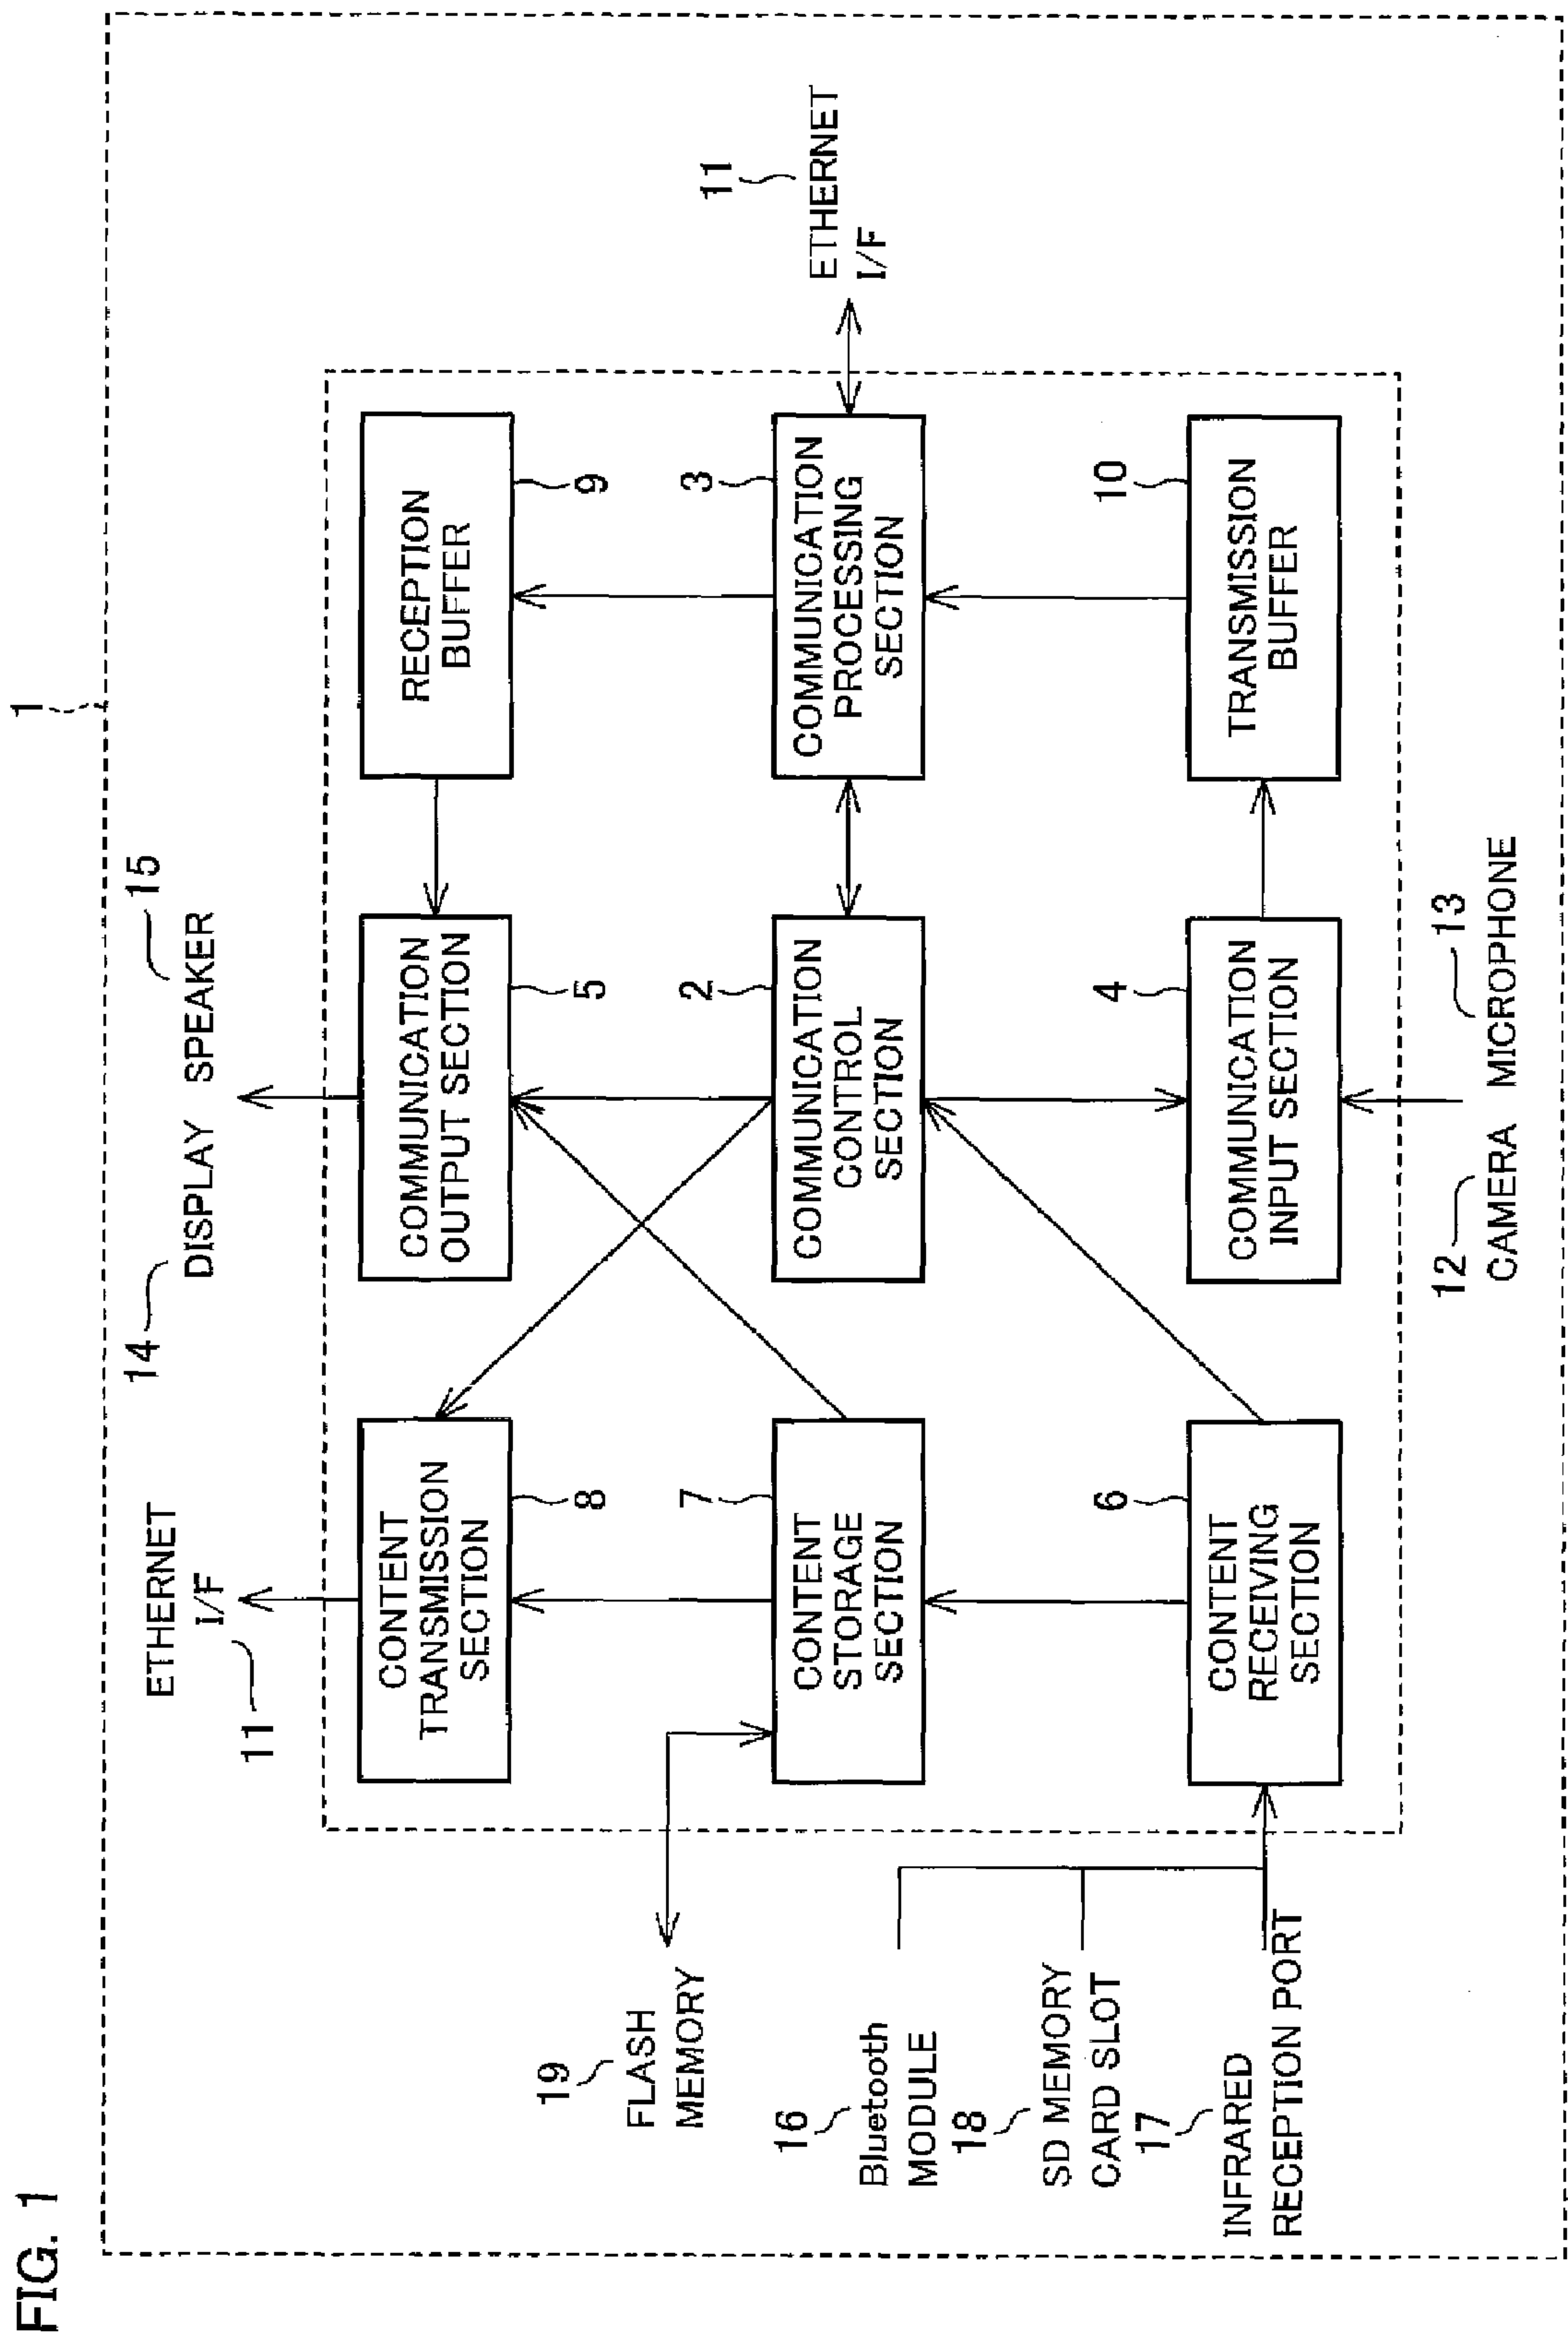 FIG. 1
1
ETHERNET
I/F
11
14
DISPLAY
15
SPEAKER
CONTENT
TRANSMISSION
SECTION
8
COMMUNICATION
OUTPUT SECTION
5
RECEPTION
BUFFER
9
19
FLASH
MEMORY
7
CONTENT
STORAGE
SECTION
2
COMMUNICATION
CONTROL
SECTION
3
COMMUNICATION
PROCESSING
SECTION
11
ETHERNET
I/F
16
Bluetooth
MODULE
18
SD MEMORY
CARD SLOT
17
INFRARED
RECEPTION PORT
6
CONTENT
RECEIVING
SECTION
4
COMMUNICATION
INPUT SECTION
10
TRANSMISSION
BUFFER
12
CAMERA
13
MICROPHONE